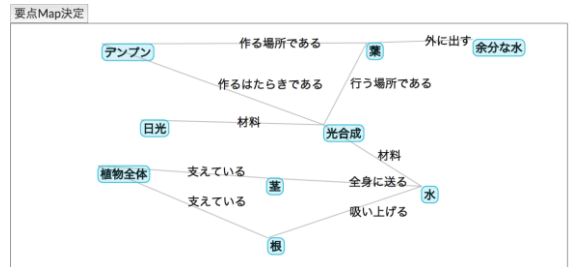 要点Map決定
作る場所である
外に出す
余分な水
デンプン
葉
作るはたらきである
行う場所である
日光
材料
光合成
材料
植物全体
支えている
茎
全身に送る
水
支えている
吸い上げる
根